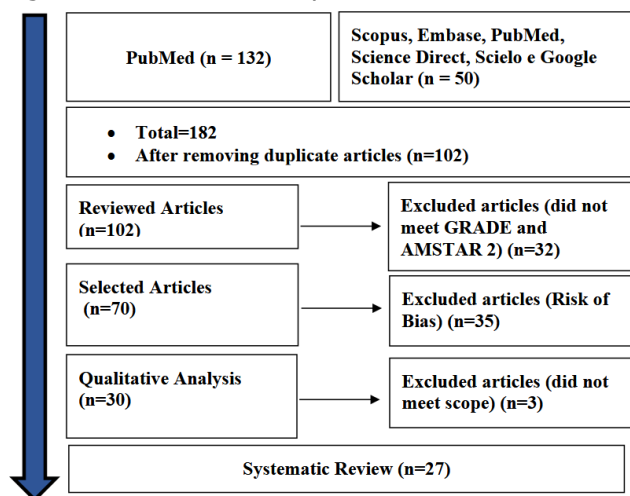 PubMed (n = 132)
Scopus, Embase, PubMed,
Science Direct, Scielo e Google
Scholar (n = 50)
• Total=182
• After removing duplicate articles (n=102)
Reviewed Articles
(n=102)
Excluded articles (did not
meet GRADE and
AMSTAR 2) (n=32)
Selected Articles
(n=70)
Excluded articles (Risk of
Bias) (n=35)
Qualitative Analysis
(n=30)
Excluded articles (did not
meet scope) (n=3)
Systematic Review (n=27)